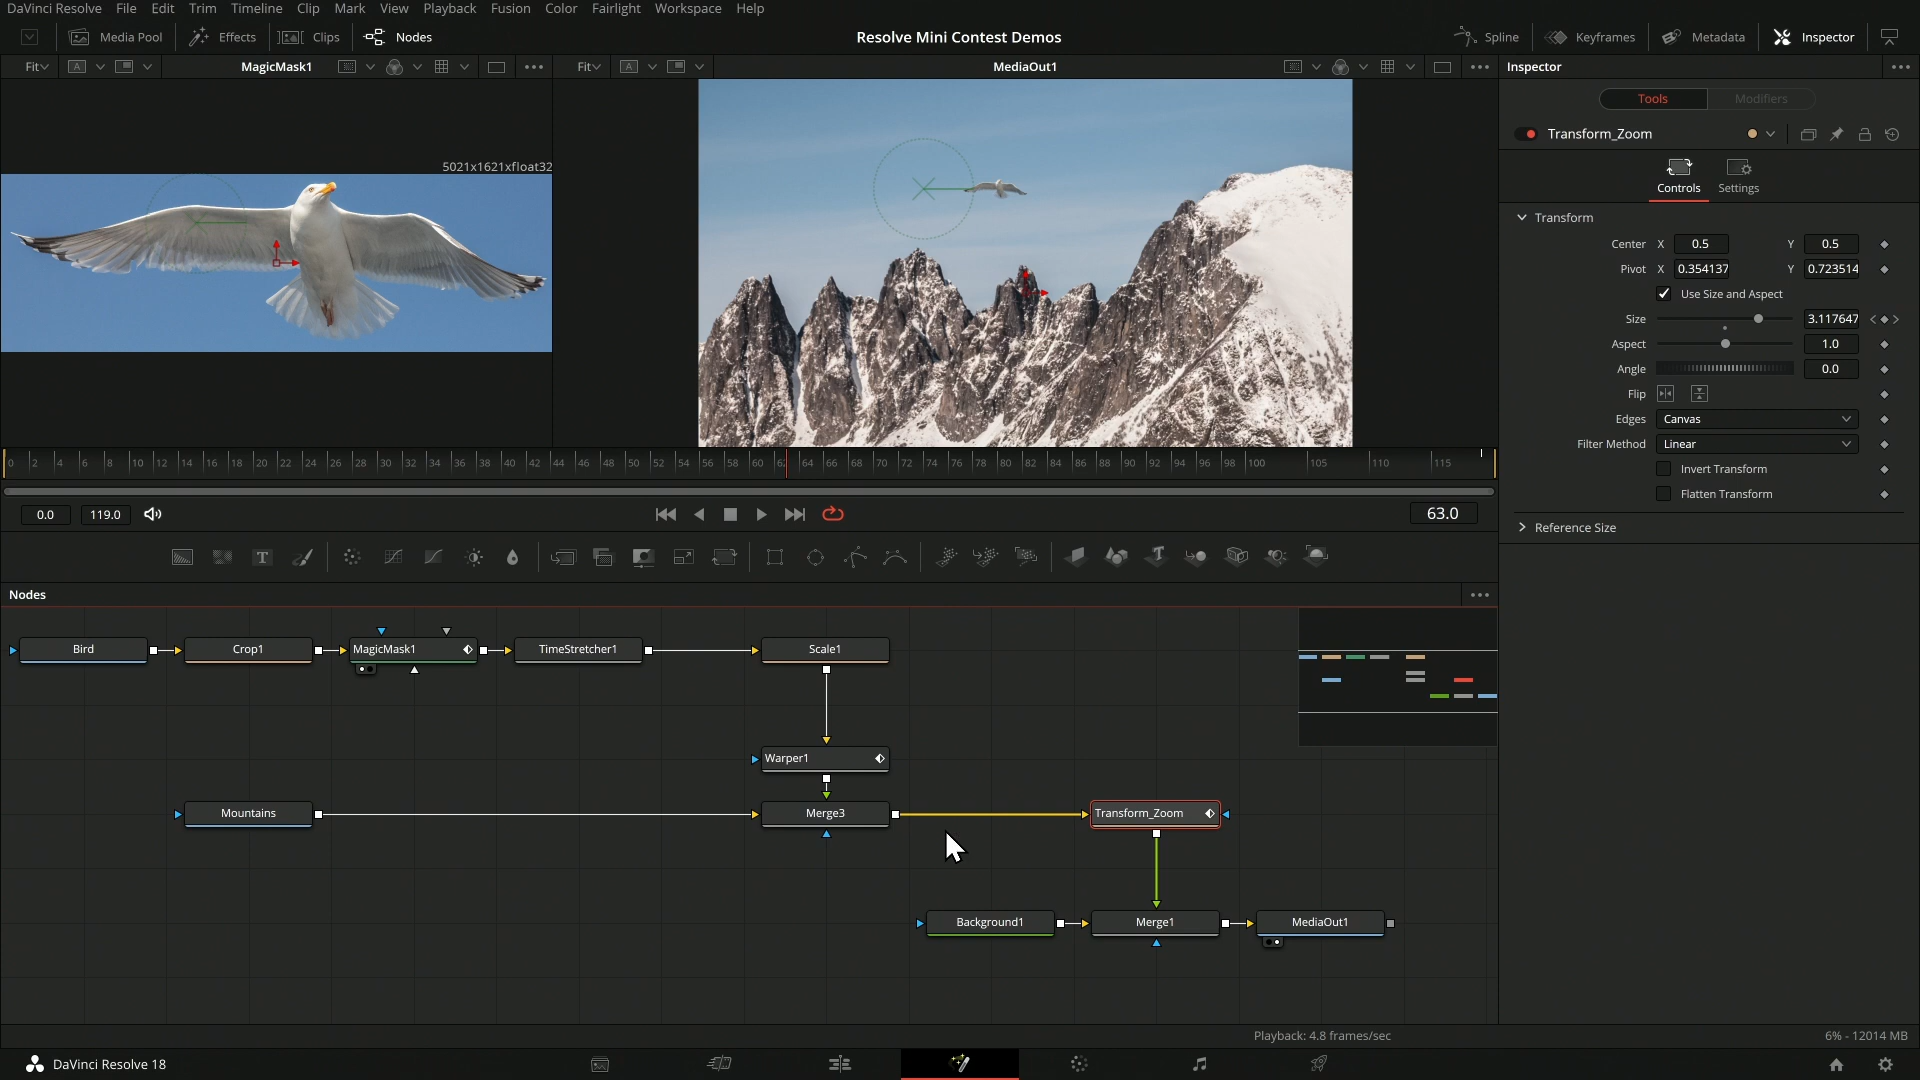 DaVinci Resolve File Edit Trim Timeline Clip Mark View Playback Fusion Color Fairlight Workspace Help
Media Pool Effects Clips Nodes Resolve Mini Contest Demos Spline Keyframes Metadata Inspector
Fit A MagicMask1 Fit A MediaOut1 Inspector
Tools Modifiers
Transform_Zoom
5021x1621xfloat32
Controls Settings
Transform
Center X 0.5 Y 0.5
Pivot X 0.354137 Y 0.723514
Use Size and Aspect
Size 3.117647
Aspect 1.0
Angle 0.0
Flip
Edges Canvas
Filter Method Linear
Invert Transform
Flatten Transform
Reference Size
0 2 4 6 8 10 12 14 16 18 20 22 24 26 28 30 32 34 36 38 40 42 44 46 48 50 52 54 56 58 60 62 64 66 68 70 72 74 76 78 80 82 84 86 88 90 92 94 96 98 100 105 110 115
0.0 119.0 63.0
T T
Nodes
Bird Crop1 MagicMask1 TimeStretcher1 Scale1
Warper1
Mountains Merge3 Transform_Zoom
Background1 Merge1 MediaOut1
Playback: 4.8 frames/sec 6% - 12014 MB
DaVinci Resolve 18